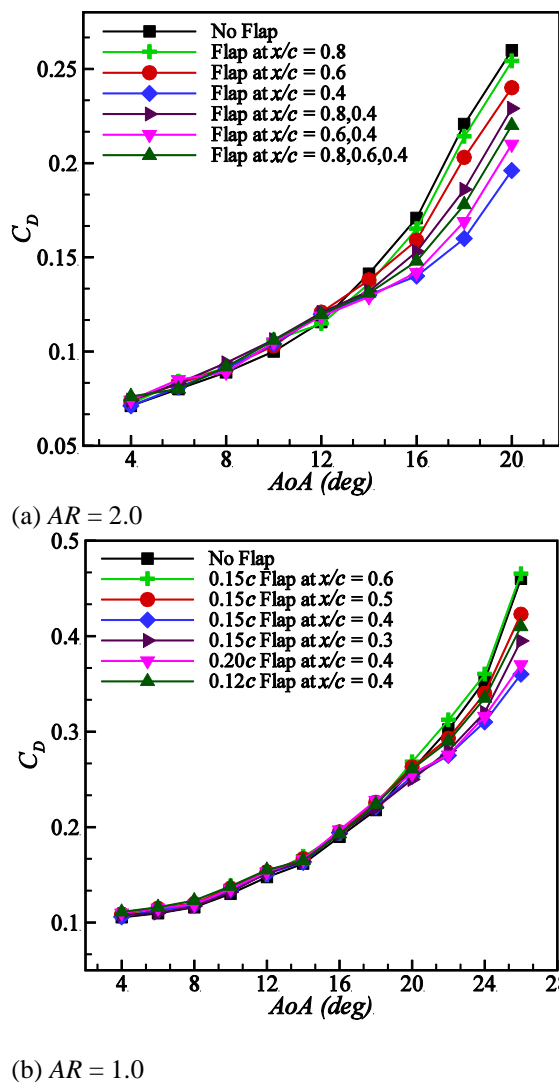 No Flap
Flap at x/c = 0.8
Flap at x/c = 0.6
Flap at x/c = 0.4
Flap at x/c = 0.8,0.4
Flap at x/c = 0.6,0.4
Flap at x/c = 0.8,0.6,0.4
0.25
0.2
0.15
0.1
0.05
C_D
4 8 12 16 20
AoA (deg)
(a) AR = 2.0
No Flap
0.15c Flap at x/c = 0.6
0.15c Flap at x/c = 0.5
0.15c Flap at x/c = 0.4
0.15c Flap at x/c = 0.3
0.20c Flap at x/c = 0.4
0.12c Flap at x/c = 0.4
0.5
0.4
0.3
0.2
0.1
C_D
4 8 12 16 20 24 28
AoA (deg)
(b) AR = 1.0